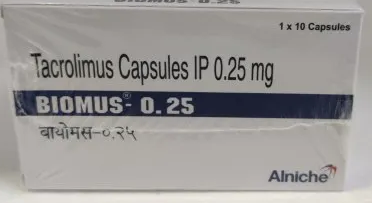 1 x 10 Capsules
Tacrolimus Capsules IP 0.25 mg
BIOMUS® - 0.25
बायोमस-०.२५
Alniche